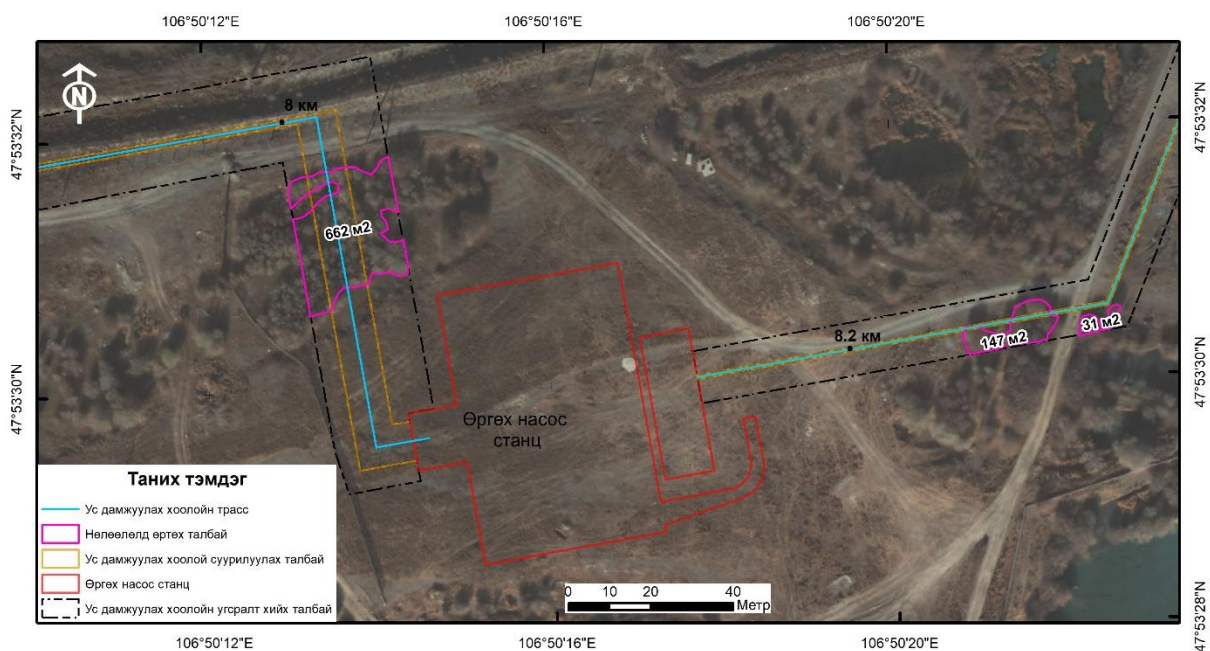 106°50'12"E
106°50'16"E
106°50'20"E
N
8 км
47°53'32"N
47°53'32"N
662 м2
8.2 км
31 м2
147 м2
47°53'30"N
47°53'30"N
Өргөх насос
станц
Таних тэмдэг
Ус дамжуулах хоолойн трасс
Нөлөөлөлд өртөх талбай
Ус дамжуулах хоолой суурилуулах талбай
Өргөх насос станц
Ус дамжуулах хоолойн угсралт хийх талбай
0 10 20 40
Метр
47°53'28"N
106°50'12"E
106°50'16"E
106°50'20"E